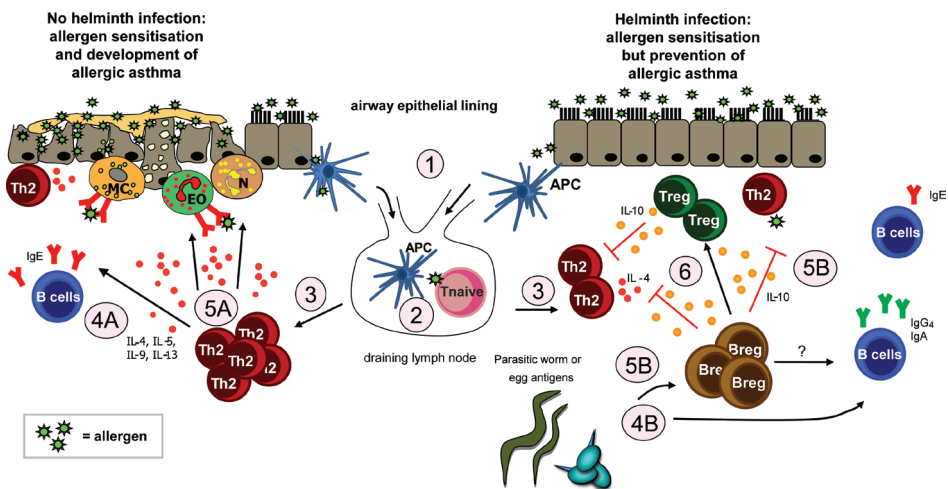 No helminth infection:
allergen sensitisation
and development of
allergic asthma
Helminth infection:
allergen sensitisation
but prevention of
allergic asthma
airway epithelial lining
Th2
MC
EO
N
IgE
B cells
4A
5A
IL-4, IL-5,
IL-9, IL-13
Th2
Th2
Th2
Th2
Th2
3
1
APC
Tnaive
2
draining lymph node
3
APC
Th2
Th2
IL-10
IL-4
Treg
Treg
Th2
6
5B
IL-10
IgE
B cells
Breg
Breg
Breg
?
IgG4
IgA
B cells
Parasitic worm or
egg antigens
5B
4B
= allergen